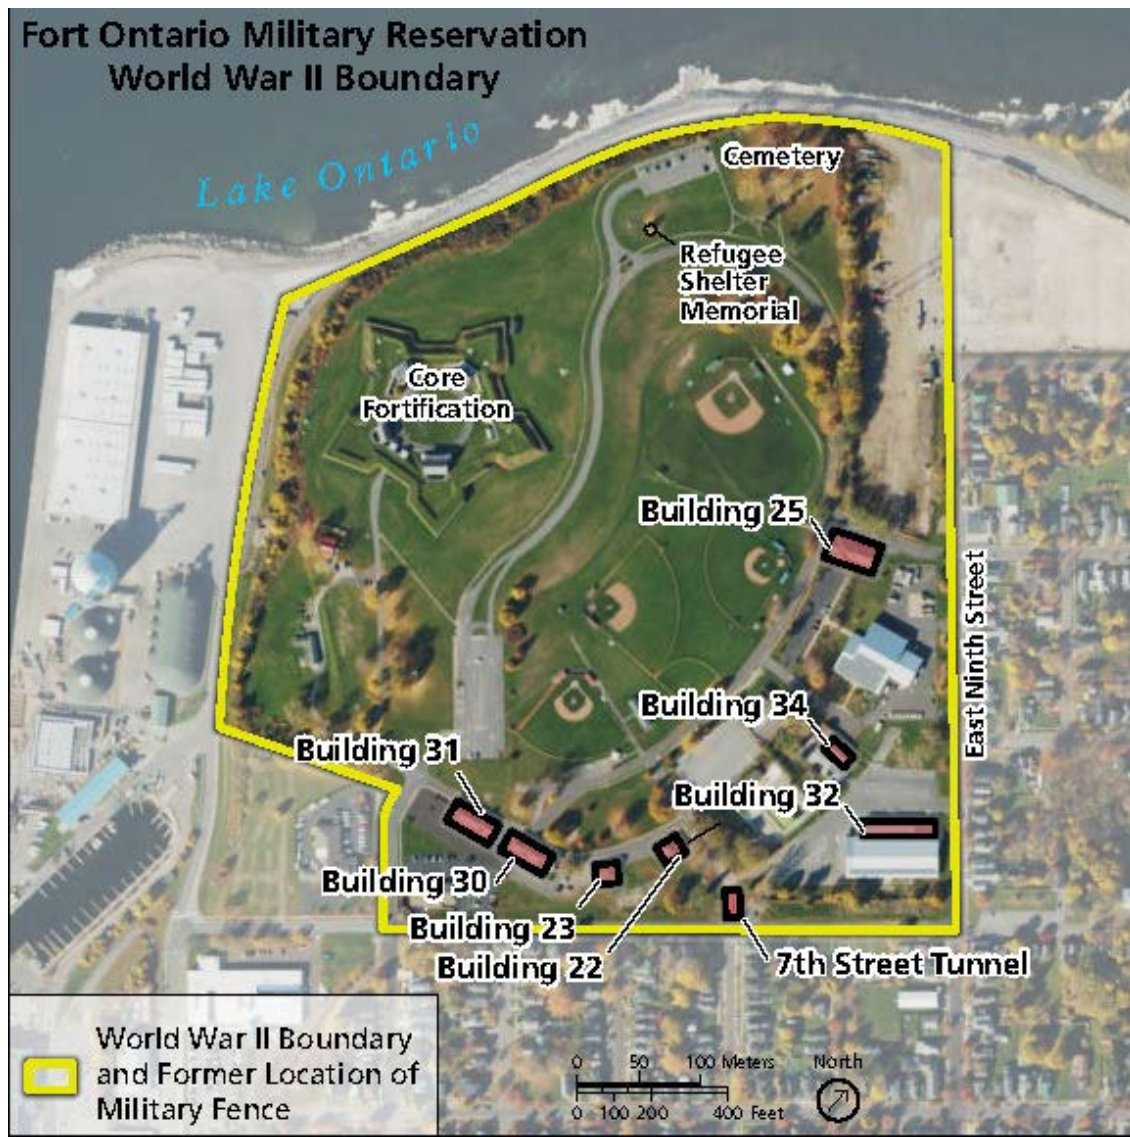 Fort Ontario Military Reservation
World War II Boundary
Lake Ontario
Cemetery
Refugee
Shelter
Memorial
Core
Fortification
Building 25
East Ninth Street
Building 34
Building 31
Building 32
Building 30
Building 23
Building 22
7th Street Tunnel
World War II Boundary
and Former Location of
Military Fence
0 50 100 Meters
0 100 200 400 Feet
North